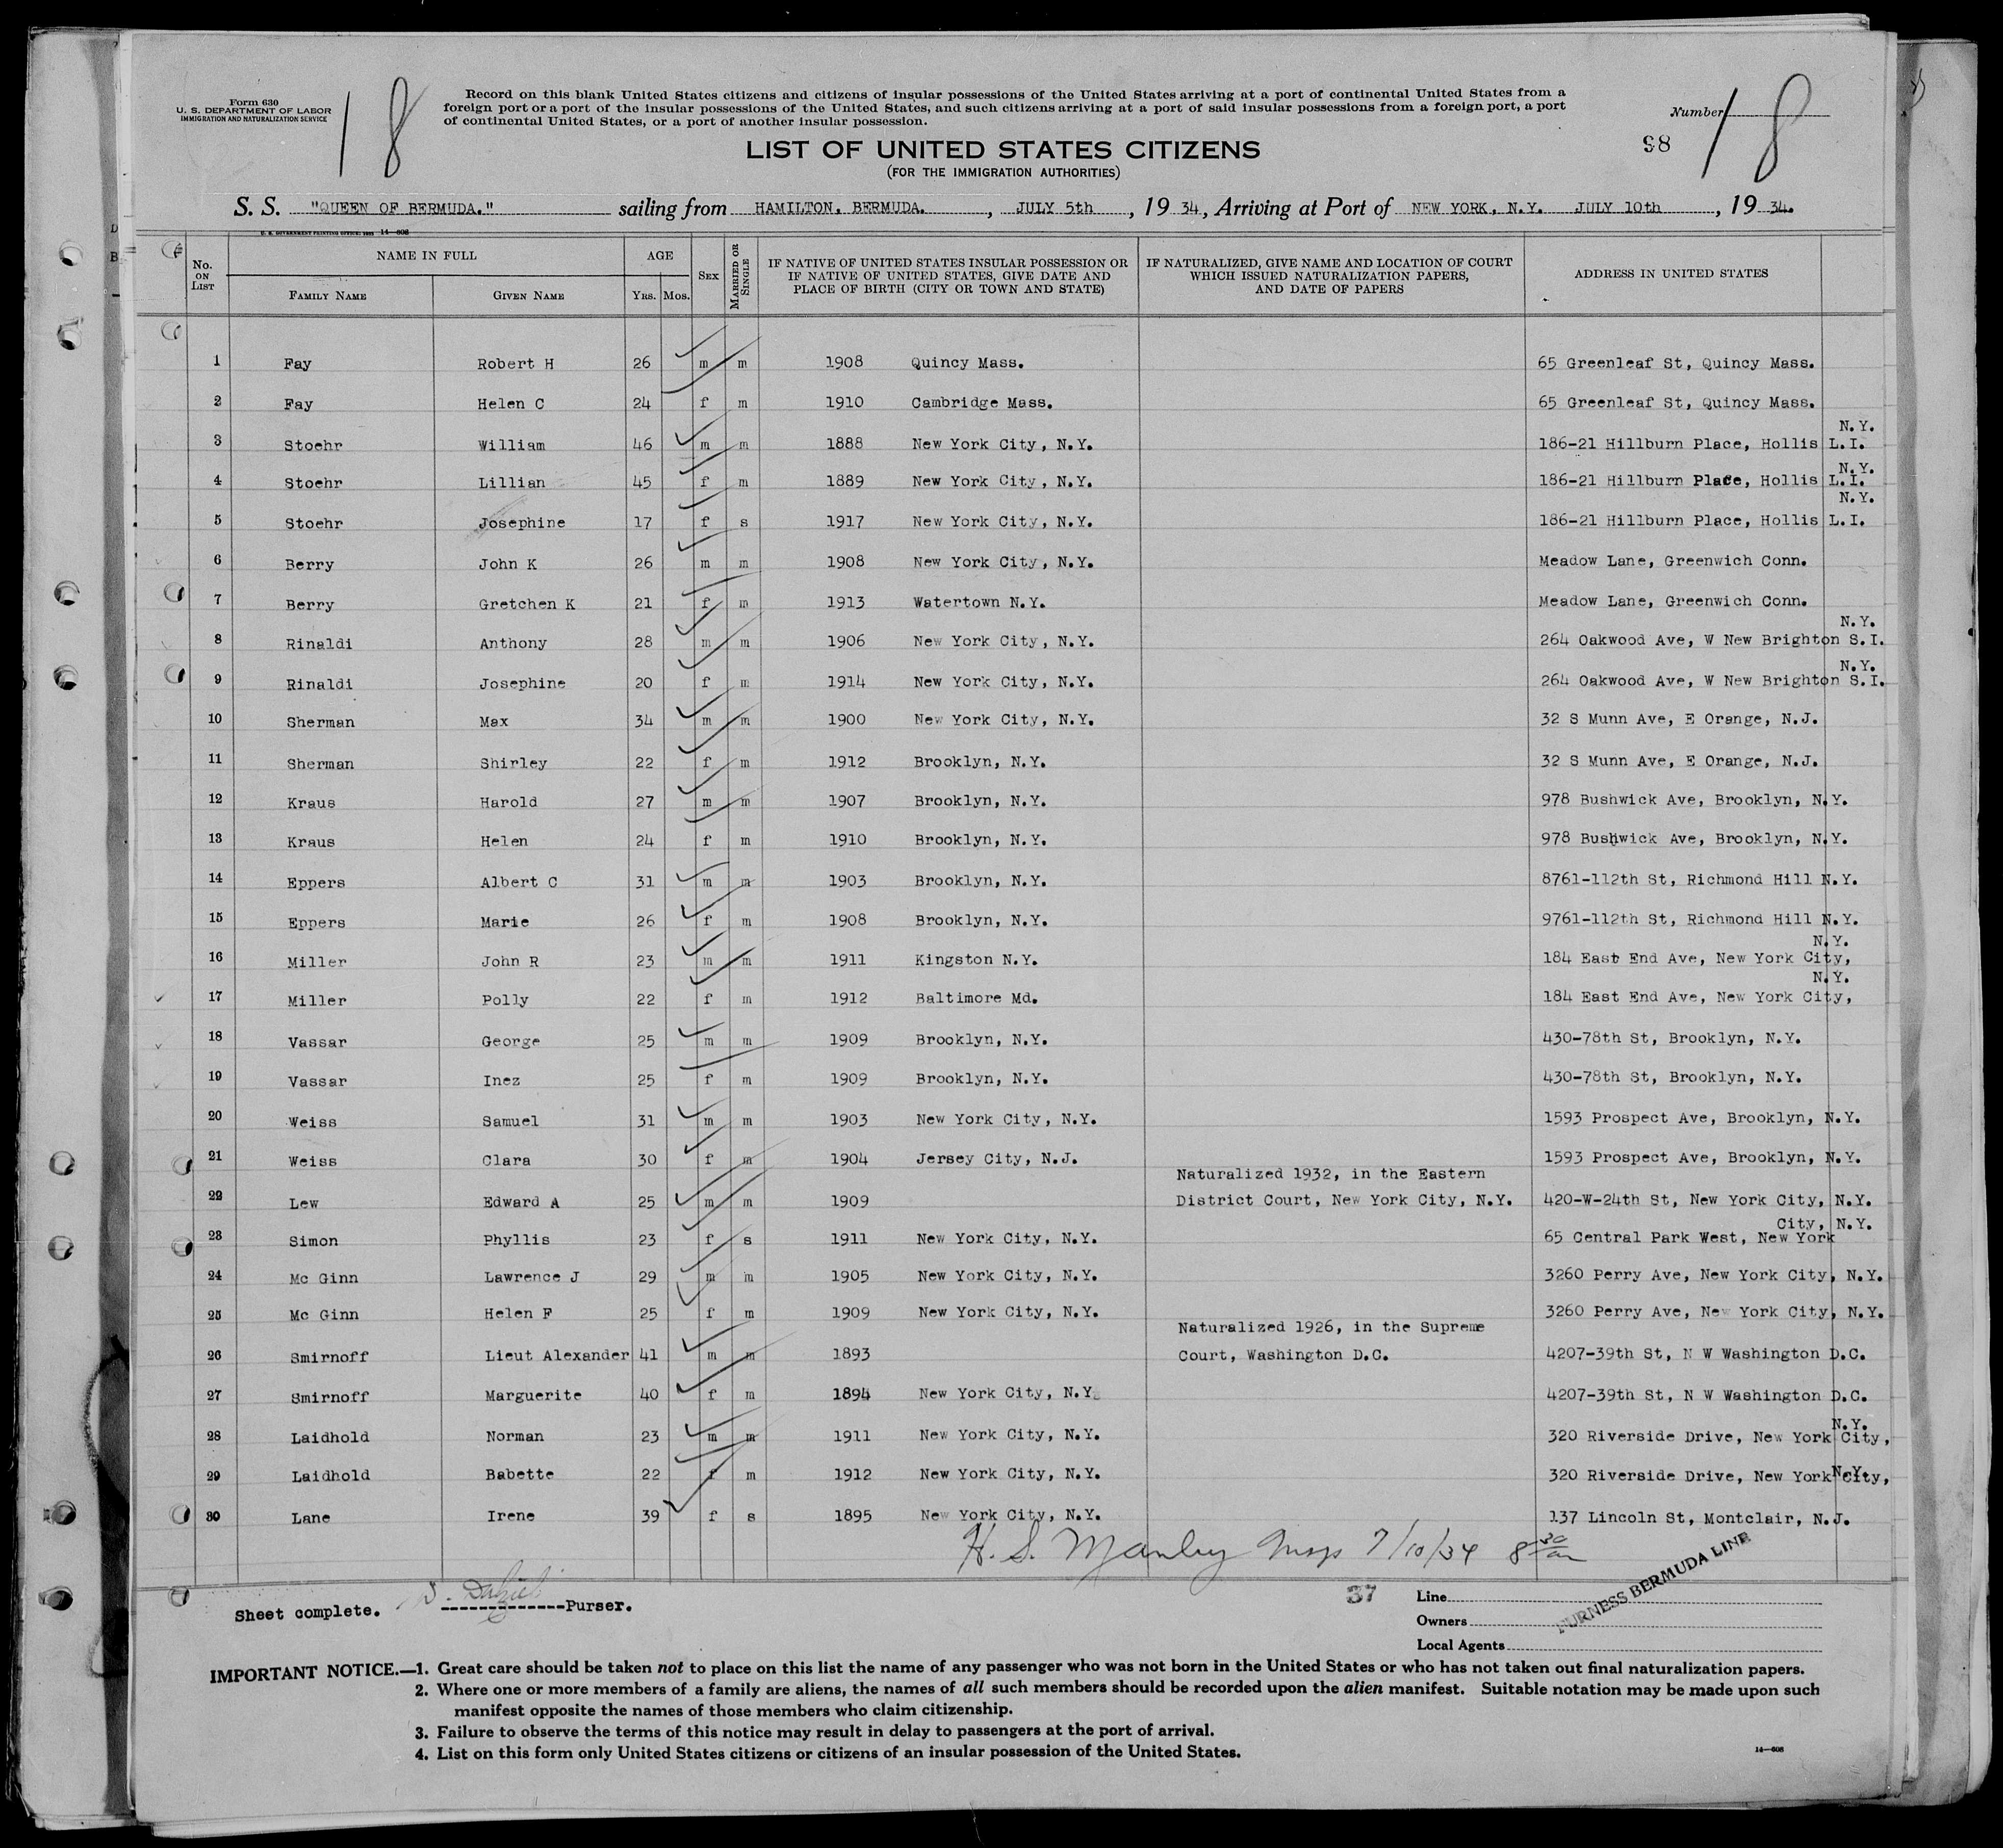 Form 630
U. S. DEPARTMENT OF LABOR
IMMIGRATION AND NATURALIZATION SERVICE
18
Record on this blank United States citizens and citizens of insular possessions of the United States arriving at a port of continental United States from a
foreign port or a port of the insular possessions of the United States, and such citizens arriving at a port of said insular possessions from a foreign port, a port
of continental United States, or a port of another insular possession.
Number 18
98
LIST OF UNITED STATES CITIZENS
(FOR THE IMMIGRATION AUTHORITIES)
S. S. "QUEEN OF BERMUDA." sailing from HAMILTON. BERMUDA. , JULY 5th , 19 34, Arriving at Port of NEW YORK, N.Y. JULY 10th , 19 34.
U. S. GOVERNMENT PRINTING OFFICE: 14—608
No. ON LIST NAME IN FULL AGE SEX MARRIED OR SINGLE IF NATIVE OF UNITED STATES INSULAR POSSESSION OR IF NATIVE OF UNITED STATES, GIVE DATE AND PLACE OF BIRTH (CITY OR TOWN AND STATE) IF NATURALIZED, GIVE NAME AND LOCATION OF COURT WHICH ISSUED NATURALIZATION PAPERS, AND DATE OF PAPERS ADDRESS IN UNITED STATES
FAMILY NAME GIVEN NAME YRS. MOS.
1 Fay Robert H 26 m m 1908 Quincy Mass. 65 Greenleaf St, Quincy Mass.
2 Fay Helen C 24 f m 1910 Cambridge Mass. 65 Greenleaf St, Quincy Mass.
N.Y.
3 Stoehr William 46 m m 1888 New York City, N.Y. 186-21 Hillburn Place, Hollis L.I.
N.Y.
4 Stoehr Lillian 45 f m 1889 New York City, N.Y. 186-21 Hillburn Place, Hollis L.I.
N.Y.
5 Stoehr Josephine 17 f s 1917 New York City, N.Y. 186-21 Hillburn Place, Hollis L.I.
6 Berry John K 26 m m 1908 New York City, N.Y. Meadow Lane, Greenwich Conn.
7 Berry Gretchen K 21 f m 1913 Watertown N.Y. Meadow Lane, Greenwich Conn.
N.Y.
8 Rinaldi Anthony 28 m m 1906 New York City, N.Y. 264 Oakwood Ave, W New Brighton S.I.
N.Y.
9 Rinaldi Josephine 20 f m 1914 New York City, N.Y. 264 Oakwood Ave, W New Brighton S.I.
10 Sherman Max 34 m m 1900 New York City, N.Y. 32 S Munn Ave, E Orange, N.J.
11 Sherman Shirley 22 f m 1912 Brooklyn, N.Y. 32 S Munn Ave, E Orange, N.J.
12 Kraus Harold 27 m m 1907 Brooklyn, N.Y. 978 Bushwick Ave, Brooklyn, N.Y.
13 Kraus Helen 24 f m 1910 Brooklyn, N.Y. 978 Bushwick Ave, Brooklyn, N.Y.
14 Eppers Albert C 31 m m 1903 Brooklyn, N.Y. 8761-112th St, Richmond Hill N.Y.
15 Eppers Marie 26 f m 1908 Brooklyn, N.Y. 9761-112th St, Richmond Hill N.Y.
N.Y.
16 Miller John R 23 m m 1911 Kingston N.Y. 184 East End Ave, New York City,
N.Y.
17 Miller Polly 22 f m 1912 Baltimore Md. 184 East End Ave, New York City,
18 Vassar George 25 m m 1909 Brooklyn, N.Y. 430-78th St, Brooklyn, N.Y.
19 Vassar Inez 25 f m 1909 Brooklyn, N.Y. 430-78th St, Brooklyn, N.Y.
20 Weiss Samuel 31 m m 1903 New York City, N.Y. 1593 Prospect Ave, Brooklyn, N.Y.
21 Weiss Clara 30 f m 1904 Jersey City, N.J. 1593 Prospect Ave, Brooklyn, N.Y.
Naturalized 1932, in the Eastern
22 Lew Edward A 25 m m 1909 District Court, New York City, N.Y. 420-W-24th St, New York City, N.Y.
City, N.Y.
23 Simon Phyllis 23 f s 1911 New York City, N.Y. 65 Central Park West, New York
24 Mc Ginn Lawrence J 29 m m 1905 New York City, N.Y. 3260 Perry Ave, New York City, N.Y.
25 Mc Ginn Helen F 25 f m 1909 New York City, N.Y. 3260 Perry Ave, New York City, N.Y.
Naturalized 1926, in the Supreme
26 Smirnoff Lieut Alexander 41 m m 1893 Court, Washington D.C. 4207-39th St, N W Washington D.C.
27 Smirnoff Marguerite 40 f m 1894 New York City, N.Y. 4207-39th St, N W Washington D.C.
N.Y.
28 Laidhold Norman 23 m m 1911 New York City, N.Y. 320 Riverside Drive, New York City,
N.Y.
29 Laidhold Babette 22 f m 1912 New York City, N.Y. 320 Riverside Drive, New York City,
30 Lane Irene 39 f s 1895 New York City, N.Y. 137 Lincoln St, Montclair, N.J.
H. S. Manley Insp 7/10/34 8 30 am
Sheet complete. Purser.
37
Line
Owners
Local Agents
FURNESS BERMUDA LINE
IMPORTANT NOTICE.—1. Great care should be taken not to place on this list the name of any passenger who was not born in the United States or who has not taken out final naturalization papers.
2. Where one or more members of a family are aliens, the names of all such members should be recorded upon the alien manifest. Suitable notation may be made upon such
manifest opposite the names of those members who claim citizenship.
3. Failure to observe the terms of this notice may result in delay to passengers at the port of arrival.
4. List on this form only United States citizens or citizens of an insular possession of the United States.
14—608